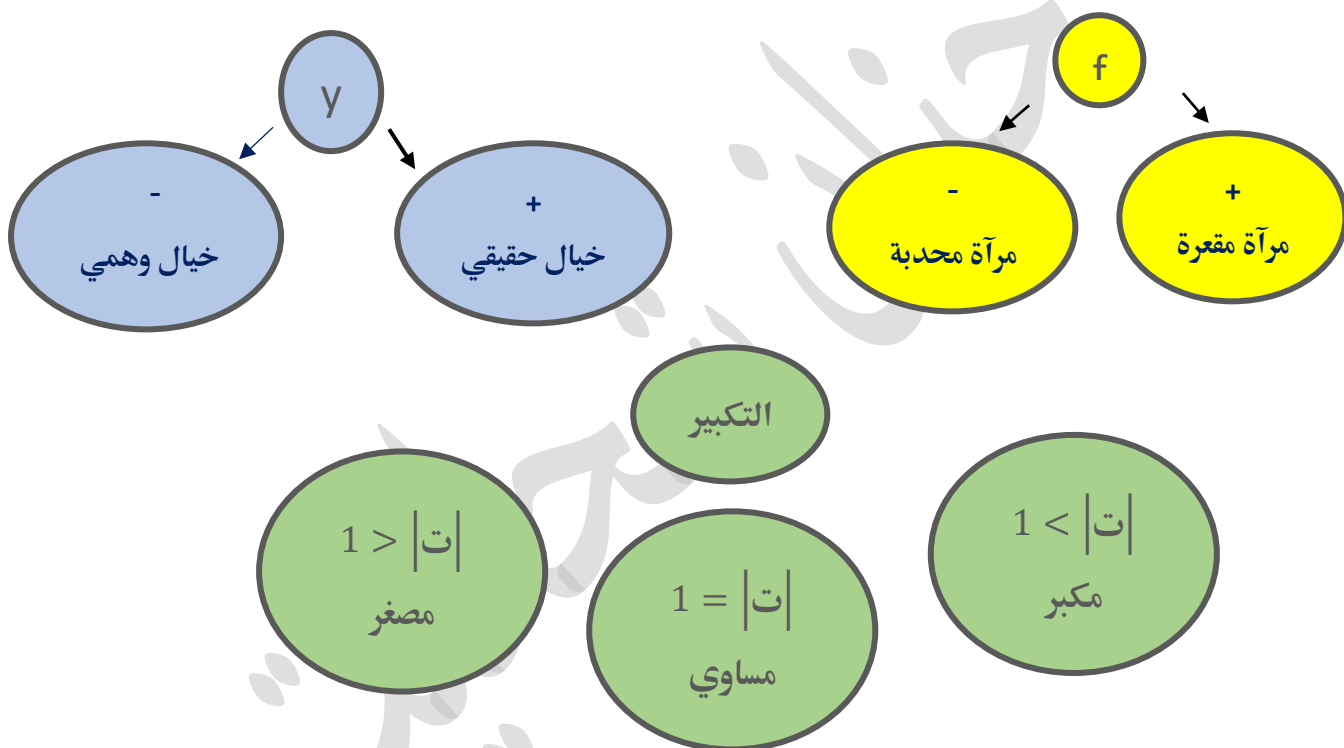 f
+
مرآة مقعرة
-
مرآة محدبة
y
+
خيال حقيقي
-
خيال وهمي
التكبير
1 < |ت|
مكبر
1 = |ت|
مساوي
1 > |ت|
مصغر